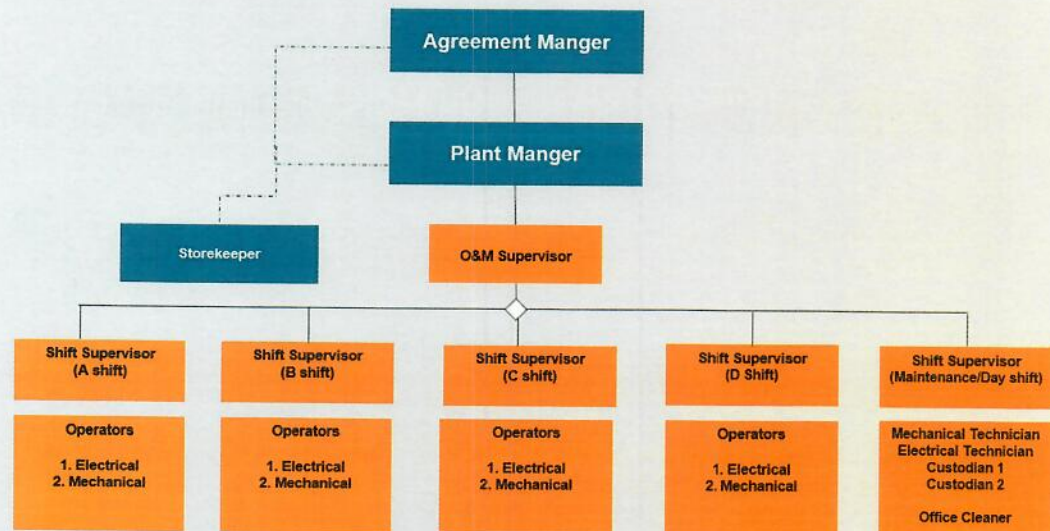 Agreement Manger
Plant Manger
Storekeeper
O&M Supervisor
Shift Supervisor
(A shift)
Shift Supervisor
(B shift)
Shift Supervisor
(C shift)
Shift Supervisor
(D Shift)
Shift Supervisor
(Maintenance/Day shift)
Operators
1. Electrical
2. Mechanical
Operators
1. Electrical
2. Mechanical
Operators
1. Electrical
2. Mechanical
Operators
1. Electrical
2. Mechanical
Mechanical Technician
Electrical Technician
Custodian 1
Custodian 2
Office Cleaner